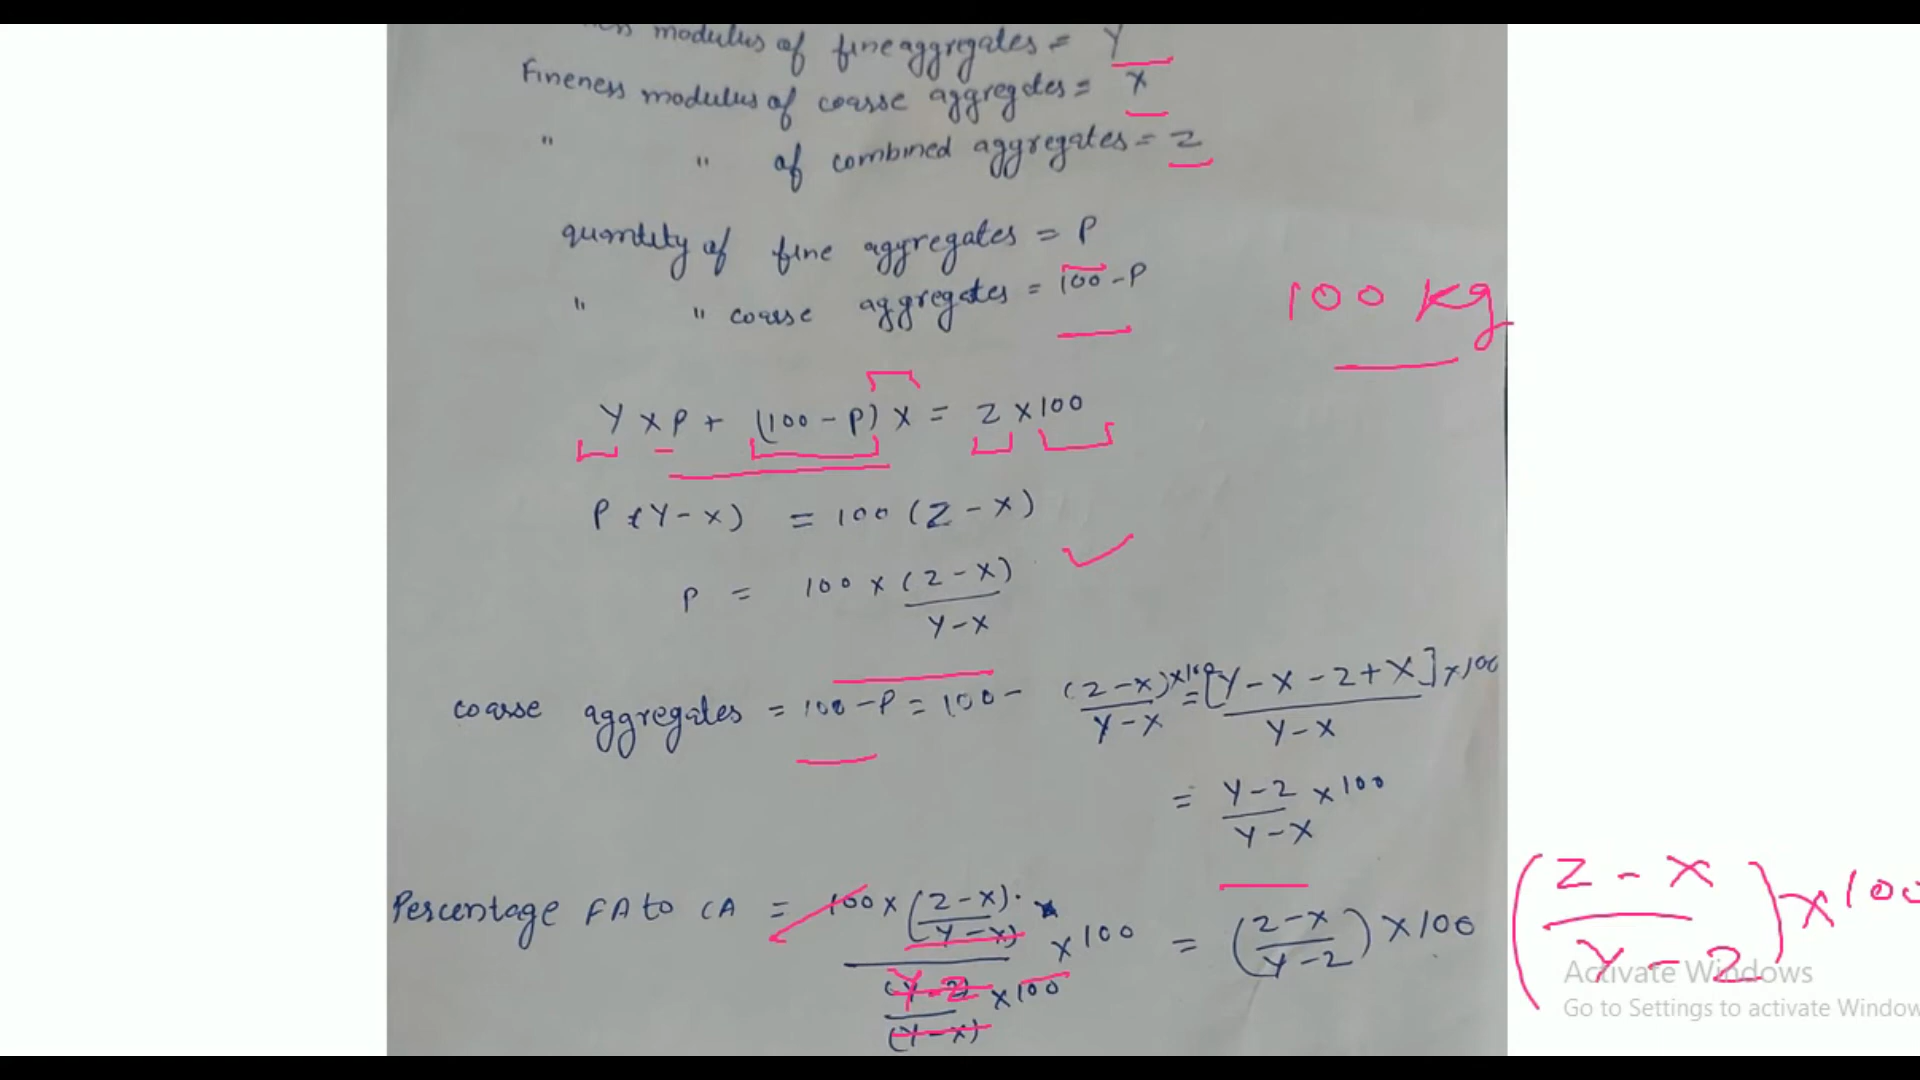 modulus of fine aggregates = Y
Fineness modulus of coarse aggregates = X
" " of combined aggregates = Z
quantity of fine aggregates = P
" " coarse aggregates = 100 - P
100 kg
Y x P + (100 - P) X = Z x 100
P (Y - X) = 100 (Z - X)
P = 100 x (Z - X) / Y - X
coarse aggregates = 100 - P = 100 - (Z - X) x 100 / Y - X = [Y - X - Z + X] x 100 / Y - X
= Y - Z / Y - X x 100
Percentage FA to CA = 100 x (Z - X / Y - X) / (Y - Z) / (Y - X) x 100 x 100 = (Z - X / Y - Z) x 100
(Z - X / Y - Z) x 100
Activate Windows
Go to Settings to activate Window